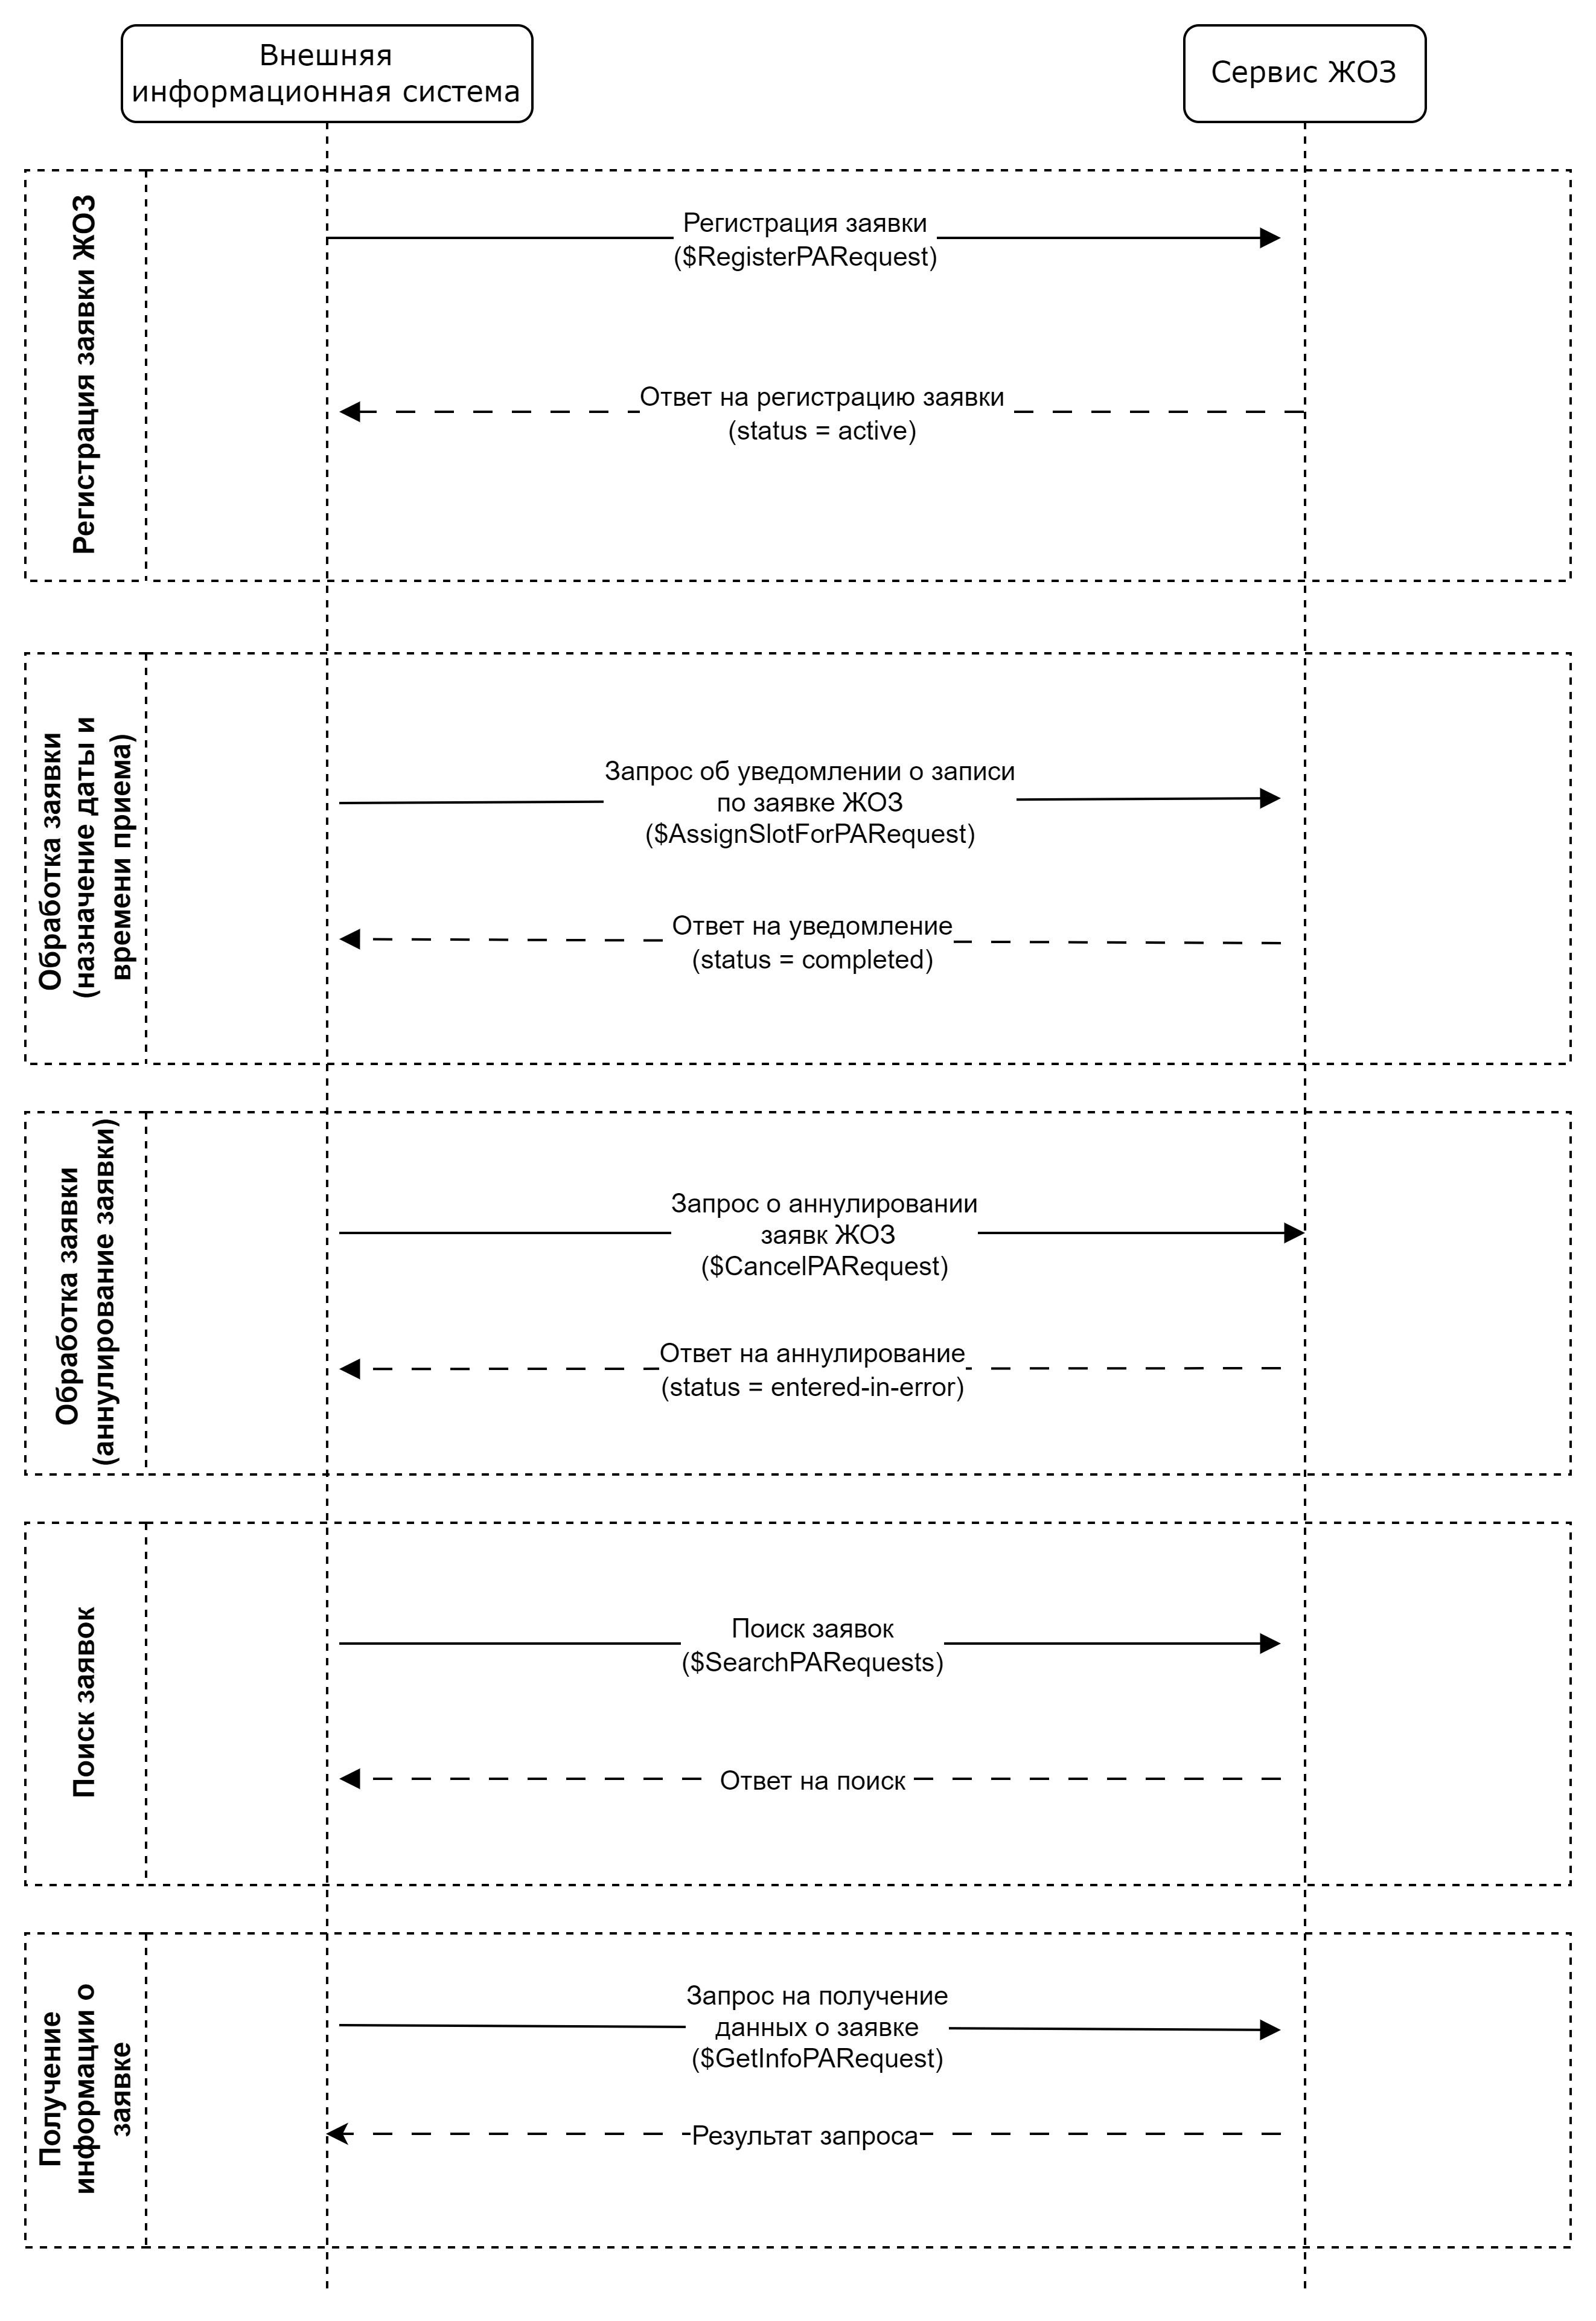 Внешняя
информационная система
Сервис ЖОЗ
Регистрация заявки ЖОЗ
Регистрация заявки
($RegisterPARequest)
Ответ на регистрацию заявки
(status = active)
Обработка заявки
(назначение даты и
времени приема)
Запрос об уведомлении о записи
по заявке ЖОЗ
($AssignSlotForPARequest)
Ответ на уведомление
(status = completed)
Обработка заявки
(аннулирование заявки)
Запрос о аннулировании
заявк ЖОЗ
($CancelPARequest)
Ответ на аннулирование
(status = entered-in-error)
Поиск заявок
Поиск заявок
($SearchPARequests)
Ответ на поиск
Получение
информации о
заявке
Запрос на получение
данных о заявке
($GetInfoPARequest)
Результат запроса